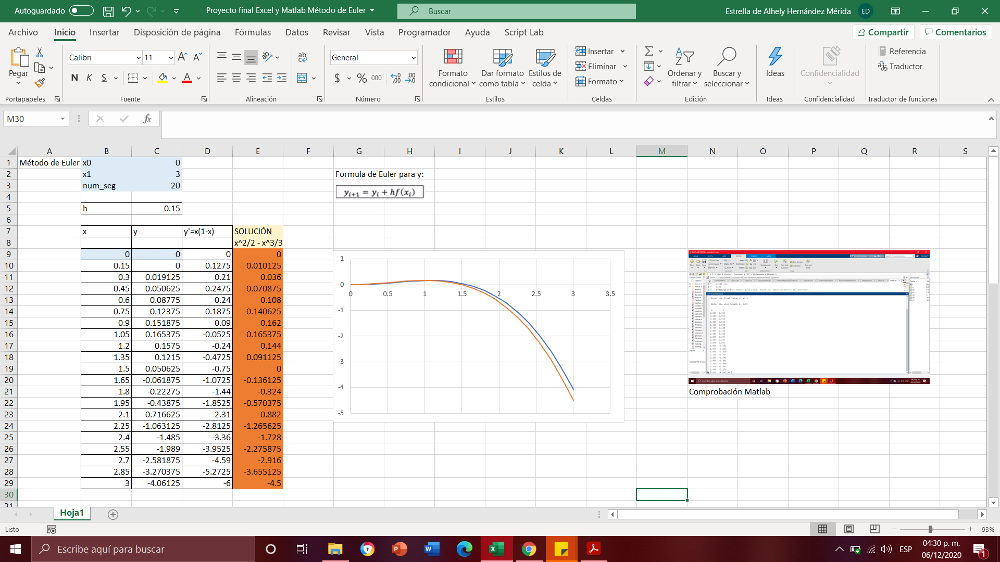 Autoguardado
Proyecto final Excel y Matlab Método de Euler
Buscar
Estrella de Alhely Hernández Mérida ED
Archivo Inicio Insertar Disposición de página Fórmulas Datos Revisar Vista Programador Ayuda Script Lab
Compartir Comentarios
Pegar
Portapapeles
Calibri 11
N K S
Fuente
Alineación
General
$ % 000
Número
Formato condicional
Dar formato como tabla
Estilos de celda
Estilos
Insertar
Eliminar
Formato
Celdas
Ordenar y filtrar
Buscar y seleccionar
Edición
Ideas
Ideas
Confidencialidad
Confidencialidad
Referencia
Traductor
Traductor de funciones
M30
fx
A B C D E F G H I J K L M N O P Q R S
1 Método de Euler x0 0
2 x1 3 Formula de Euler para y:
3 num_seg 20
yᵢ₊₁ = yᵢ + hf(xᵢ)
4
5 h 0.15
6
7 x y y'=x(1-x) SOLUCIÓN
8 x^2/2 - x^3/3
9 0 0 0 0
10 0.15 0 0.1275 0.010125
11 0.3 0.019125 0.21 0.036
12 0.45 0.050625 0.2475 0.070875
13 0.6 0.08775 0.24 0.108
14 0.75 0.12375 0.1875 0.140625
15 0.9 0.151875 0.09 0.162
16 1.05 0.165375 -0.0525 0.165375
17 1.2 0.1575 -0.24 0.144
18 1.35 0.1215 -0.4725 0.091125
19 1.5 0.050625 -0.75 0
20 1.65 -0.061875 -1.0725 -0.136125
21 1.8 -0.22275 -1.44 -0.324
22 1.95 -0.43875 -1.8525 -0.570375
23 2.1 -0.716625 -2.31 -0.882
24 2.25 -1.063125 -2.8125 -1.265625
25 2.4 -1.485 -3.36 -1.728
26 2.55 -1.989 -3.9525 -2.275875
27 2.7 -2.581875 -4.59 -2.916
28 2.85 -3.270375 -5.2725 -3.655125
29 3 -4.06125 -6 -4.5
30
31
1
0
-1
-2
-3
-4
-5
0 0.5 1 1.5 2 2.5 3 3.5
Enter the step length h: 0.15
Comprobación Matlab
Hoja1
Listo
93%
Escribe aquí para buscar
ESP
04:30 p. m.
06/12/2020
1